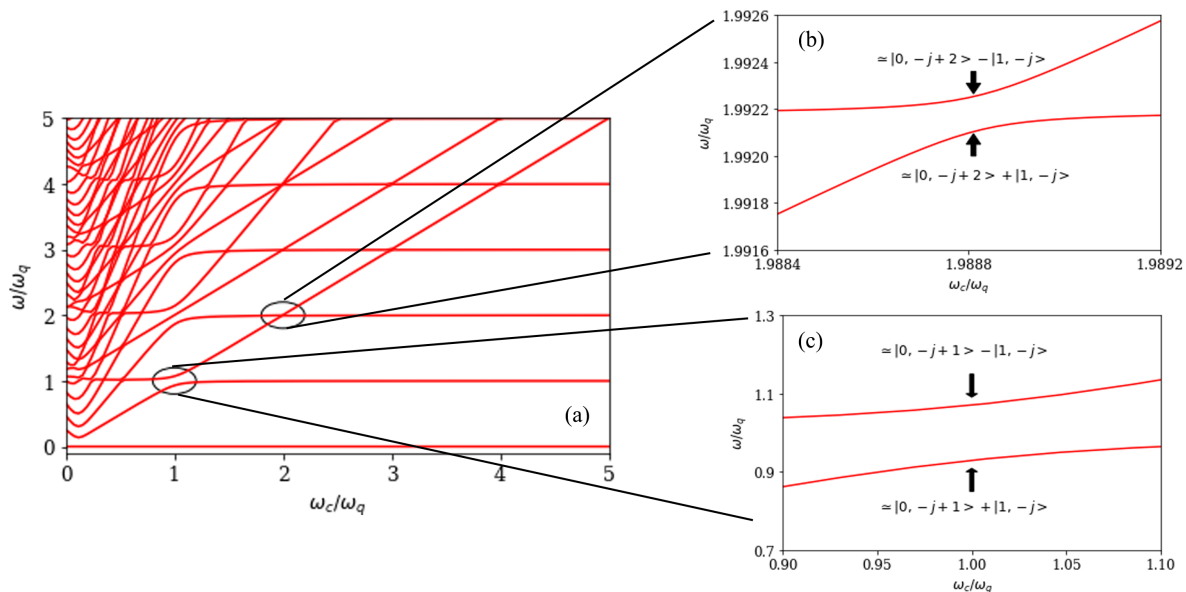 5
4
3
2
1
0
ω/ω_q
0 1 2 3 4 5
ω_c/ω_q
(a)
1.9926
1.9924
1.9922
1.9920
1.9918
1.9916
ω/ω_q
(b)
≃|0, −j+2>−|1, −j>
≃|0, −j+2>+|1, −j>
1.9884 1.9888 1.9892
ω_c/ω_q
1.3
1.1
0.9
0.7
ω/ω_q
(c)
≃|0, −j+1>−|1, −j>
≃|0, −j+1>+|1, −j>
0.90 0.95 1.00 1.05 1.10
ω_c/ω_q